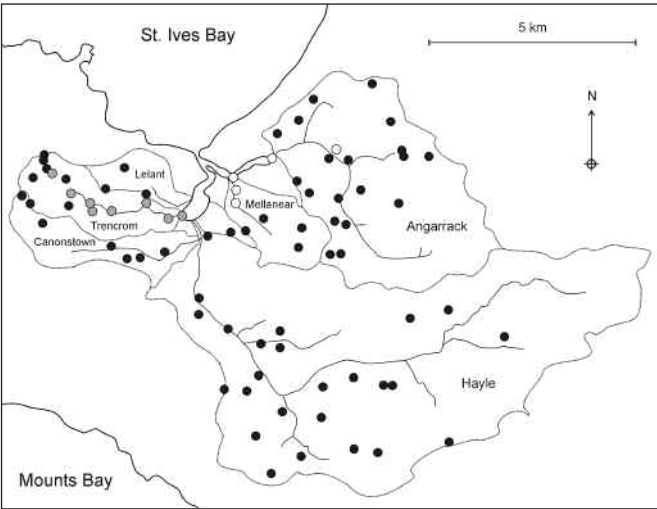 St. Ives Bay
5 km
N
Lelant
Mellanear
Trencrom
Angarrack
Canonstown
Hayle
Mounts Bay